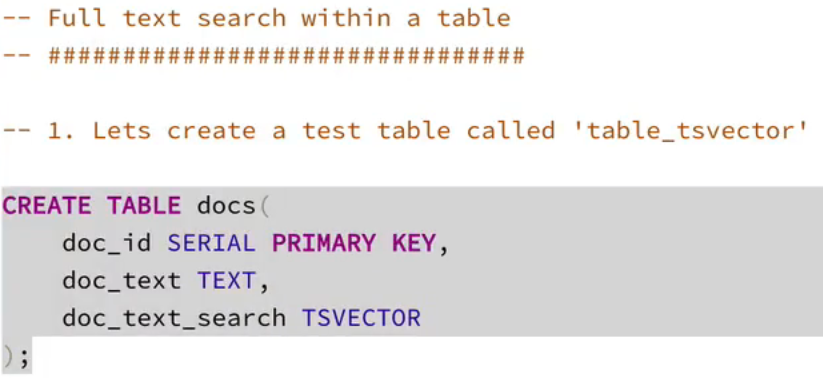 -- Full text search within a table
-- ################################
-- 1. Lets create a test table called 'table_tsvector'
CREATE TABLE docs(
doc_id SERIAL PRIMARY KEY,
doc_text TEXT,
doc_text_search TSVECTOR
);